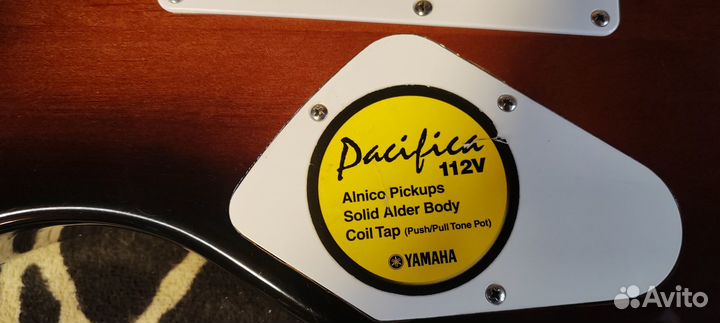 Pacifica
112V
Alnico Pickups
Solid Alder Body
Coil Tap (Push/Pull Tone Pot)
YAMAHA
Avito